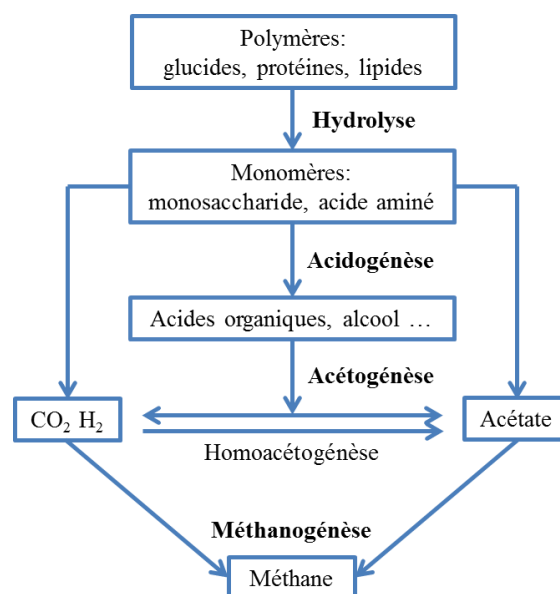 Polymères:
glucides, protéines, lipides
Hydrolyse
Monomères:
monosaccharide, acide aminé
Acidogénèse
Acides organiques, alcool ...
Acétogénèse
CO₂ H₂
Acétate
Homoacétogénèse
Méthanogénèse
Méthane